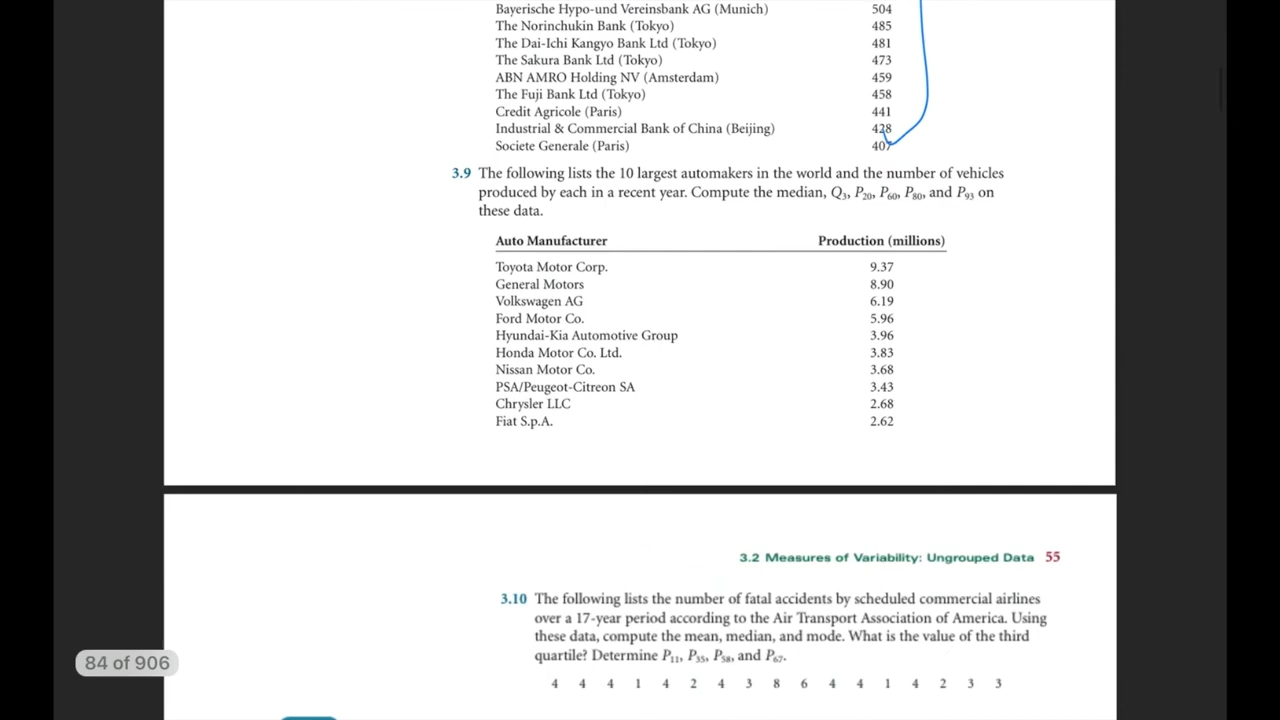 Bayerische Hypo-und Vereinsbank AG (Munich) 504
The Norinchukin Bank (Tokyo) 485
The Dai-Ichi Kangyo Bank Ltd (Tokyo) 481
The Sakura Bank Ltd (Tokyo) 473
ABN AMRO Holding NV (Amsterdam) 459
The Fuji Bank Ltd (Tokyo) 458
Credit Agricole (Paris) 441
Industrial & Commercial Bank of China (Beijing) 428
Societe Generale (Paris) 407
3.9 The following lists the 10 largest automakers in the world and the number of vehicles
produced by each in a recent year. Compute the median, Q3, P20, P60, P80, and P93 on
these data.
Auto Manufacturer Production (millions)
Toyota Motor Corp. 9.37
General Motors 8.90
Volkswagen AG 6.19
Ford Motor Co. 5.96
Hyundai-Kia Automotive Group 3.96
Honda Motor Co. Ltd. 3.83
Nissan Motor Co. 3.68
PSA/Peugeot-Citreon SA 3.43
Chrysler LLC 2.68
Fiat S.p.A. 2.62
3.2 Measures of Variability: Ungrouped Data 55
3.10 The following lists the number of fatal accidents by scheduled commercial airlines
over a 17-year period according to the Air Transport Association of America. Using
these data, compute the mean, median, and mode. What is the value of the third
quartile? Determine P11, P35, P58, and P67.
84 of 906
4 4 4 1 4 2 4 3 8 6 4 4 1 4 2 3 3